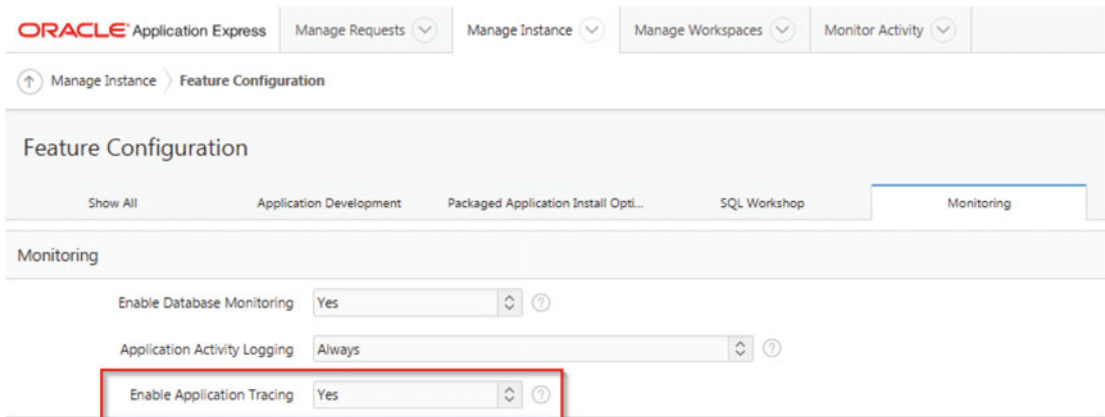 ORACLE Application Express Manage Requests Manage Instance Manage Workspaces Monitor Activity
Manage Instance Feature Configuration
Feature Configuration
Show All Application Development Packaged Application Install Opti... SQL Workshop Monitoring
Monitoring
Enable Database Monitoring Yes ?
Application Activity Logging Always ?
Enable Application Tracing Yes ?